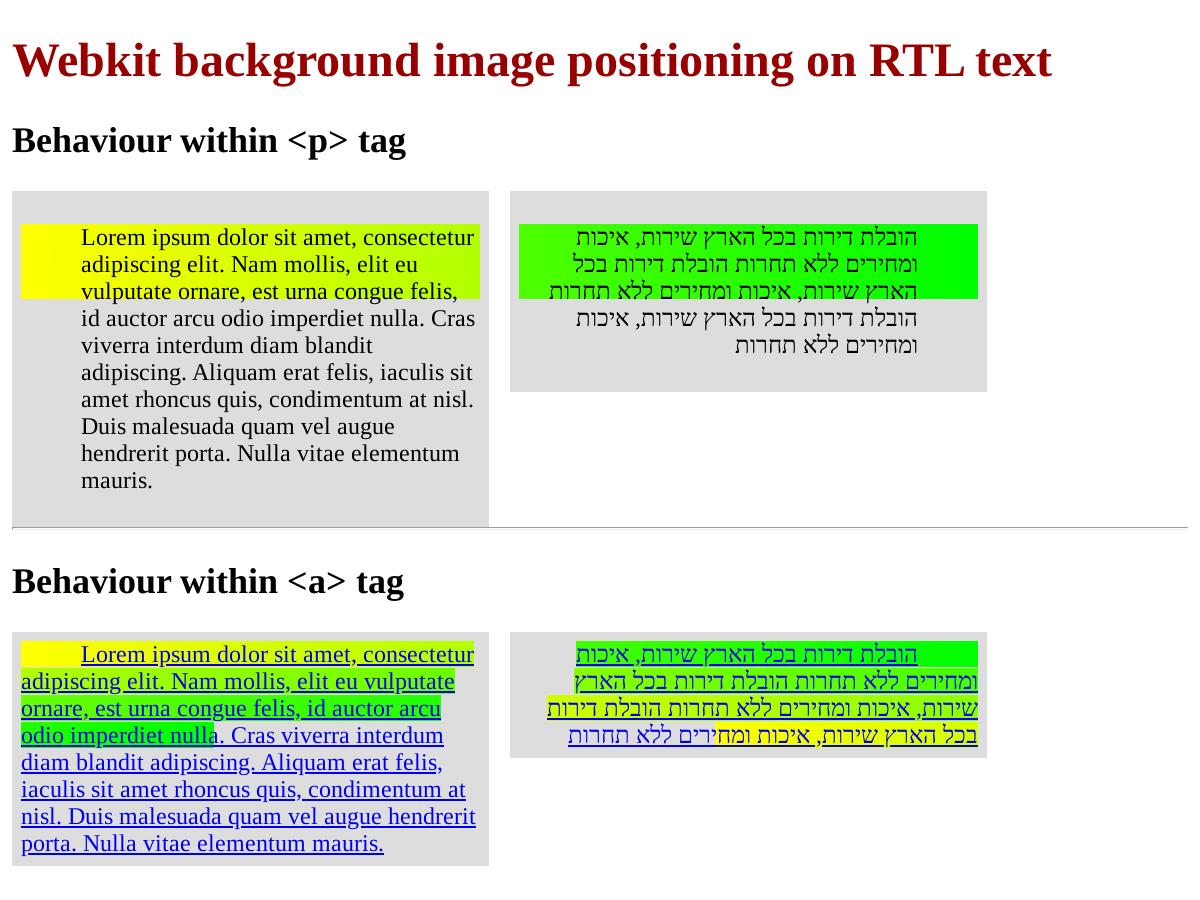 Webkit background image positioning on RTL text
Behaviour within <p> tag
Lorem ipsum dolor sit amet, consectetur
adipiscing elit. Nam mollis, elit eu
vulputate ornare, est urna congue felis,
id auctor arcu odio imperdiet nulla. Cras
viverra interdum diam blandit
adipiscing. Aliquam erat felis, iaculis sit
amet rhoncus quis, condimentum at nisl.
Duis malesuada quam vel augue
hendrerit porta. Nulla vitae elementum
mauris.
הובלת דירות בכל הארץ שירות, איכות
ומחירים ללא תחרות הובלת דירות בכל
הארץ שירות, איכות ומחירים ללא תחרות
הובלת דירות בכל הארץ שירות, איכות
ומחירים ללא תחרות
Behaviour within <a> tag
Lorem ipsum dolor sit amet, consectetur
adipiscing elit. Nam mollis, elit eu vulputate
ornare, est urna congue felis, id auctor arcu
odio imperdiet nulla. Cras viverra interdum
diam blandit adipiscing. Aliquam erat felis,
iaculis sit amet rhoncus quis, condimentum at
nisl. Duis malesuada quam vel augue hendrerit
porta. Nulla vitae elementum mauris.
הובלת דירות בכל הארץ שירות, איכות
ומחירים ללא תחרות הובלת דירות בכל הארץ
שירות, איכות ומחירים ללא תחרות הובלת דירות
בכל הארץ שירות, איכות ומחירים ללא תחרות